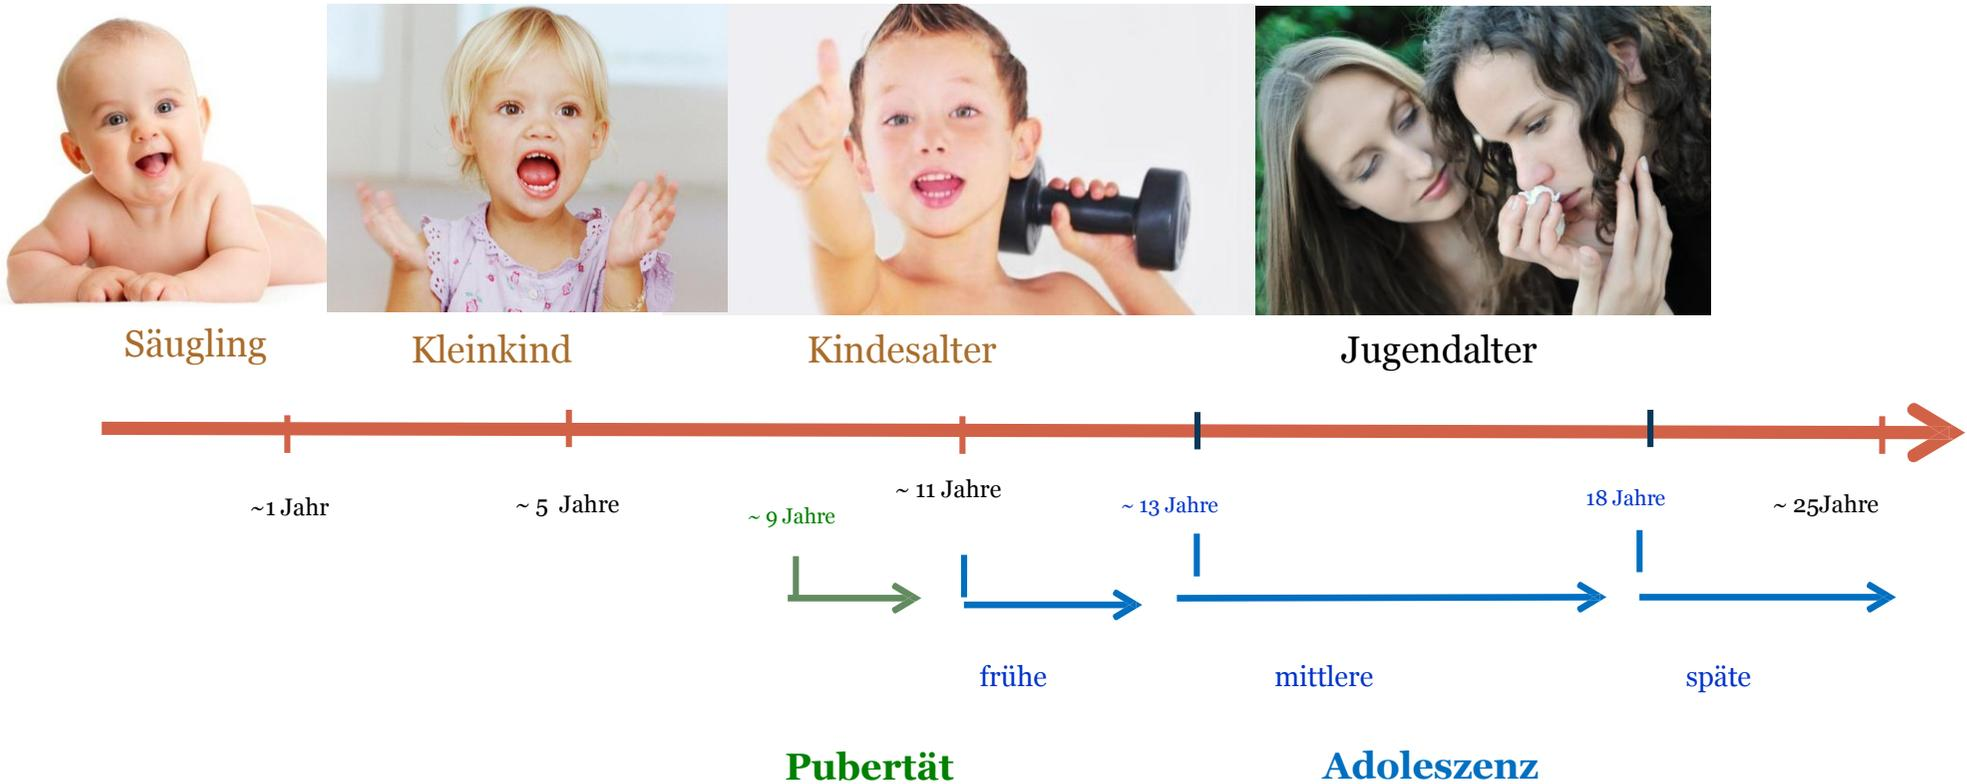 Säugling
Kleinkind
Kindesalter
Jugendalter
~1 Jahr
~ 5 Jahre
~ 9 Jahre
~ 11 Jahre
~ 13 Jahre
18 Jahre
~ 25Jahre
frühe
mittlere
späte
Pubertät
Adoleszenz